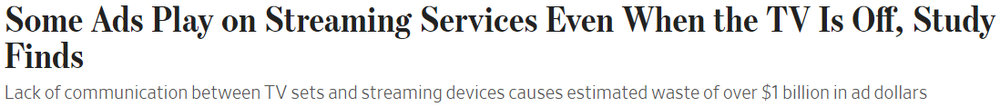 Some Ads Play on Streaming Services Even When the TV Is Off, Study
Finds
Lack of communication between TV sets and streaming devices causes estimated waste of over $1 billion in ad dollars